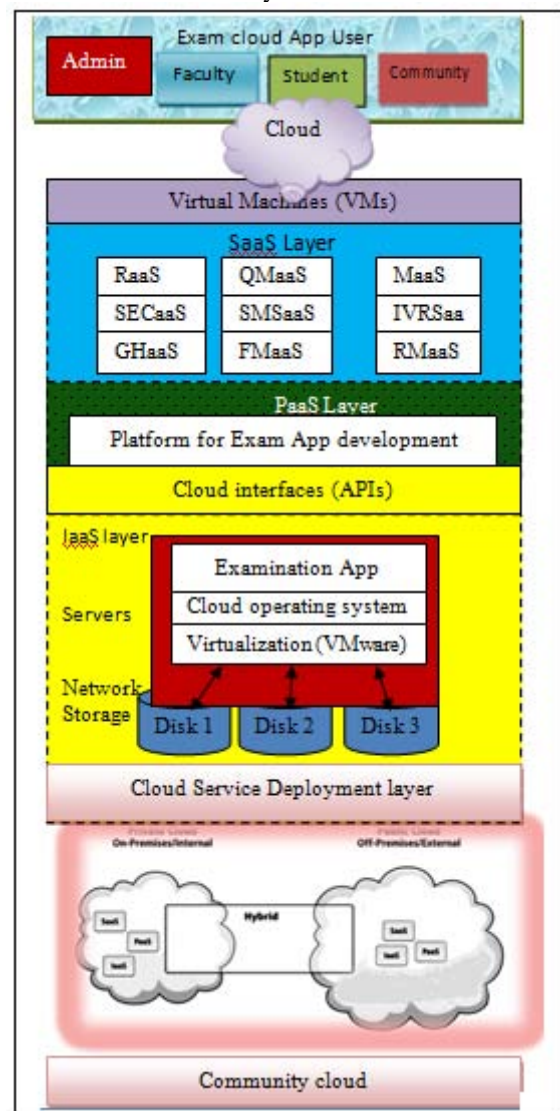 Exam cloud App User
Admin
Faculty
Student
Community
Cloud
Virtual Machines (VMs)
SaaS Layer
RaaS
QMaaS
MaaS
SECaaS
SMSaaS
IVRSaa
GHaaS
FMaaS
RMaaS
PaaS Layer
Platform for Exam App development
Cloud interfaces (APIs)
IaaS layer
Examination App
Servers
Cloud operating system
Virtualization (VMware)
Network
Storage
Disk 1
Disk 2
Disk 3
Cloud Service Deployment layer
Private Cloud
Public Cloud
On-Premises/Internal
Off-Premises/External
Hybrid
SaaS
PaaS
IaaS
SaaS
IaaS
PaaS
Community cloud